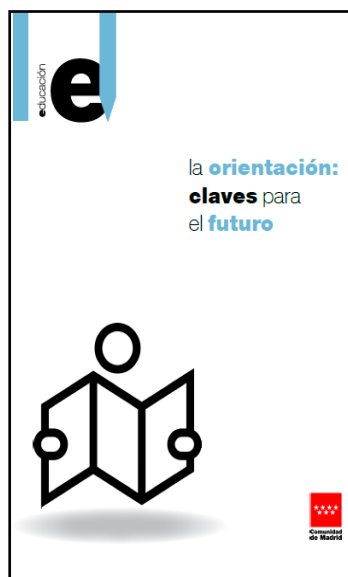 educación
e
la orientación:
claves para
el futuro
Comunidad
de Madrid